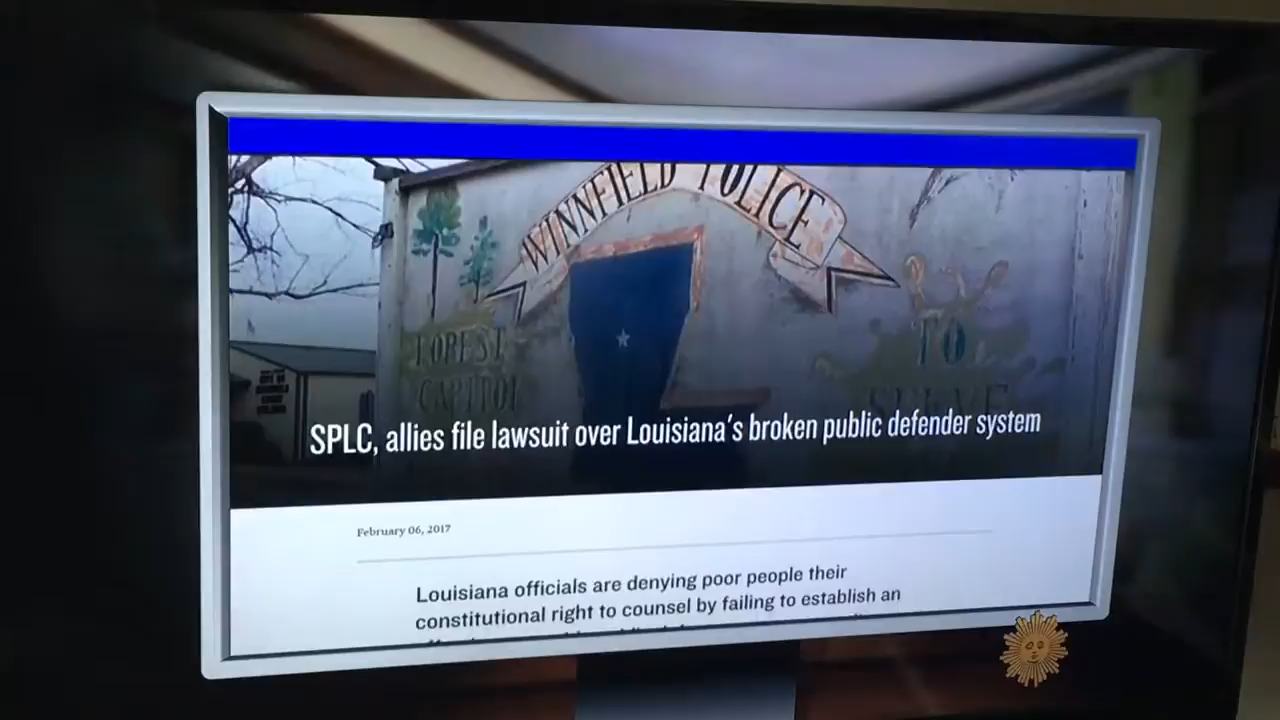 WINNFIELD POLICE
FOREST
CAPITOL
TO
SPLC, allies file lawsuit over Louisiana's broken public defender system
February 06, 2017
Louisiana officials are denying poor people their
constitutional right to counsel by failing to establish an